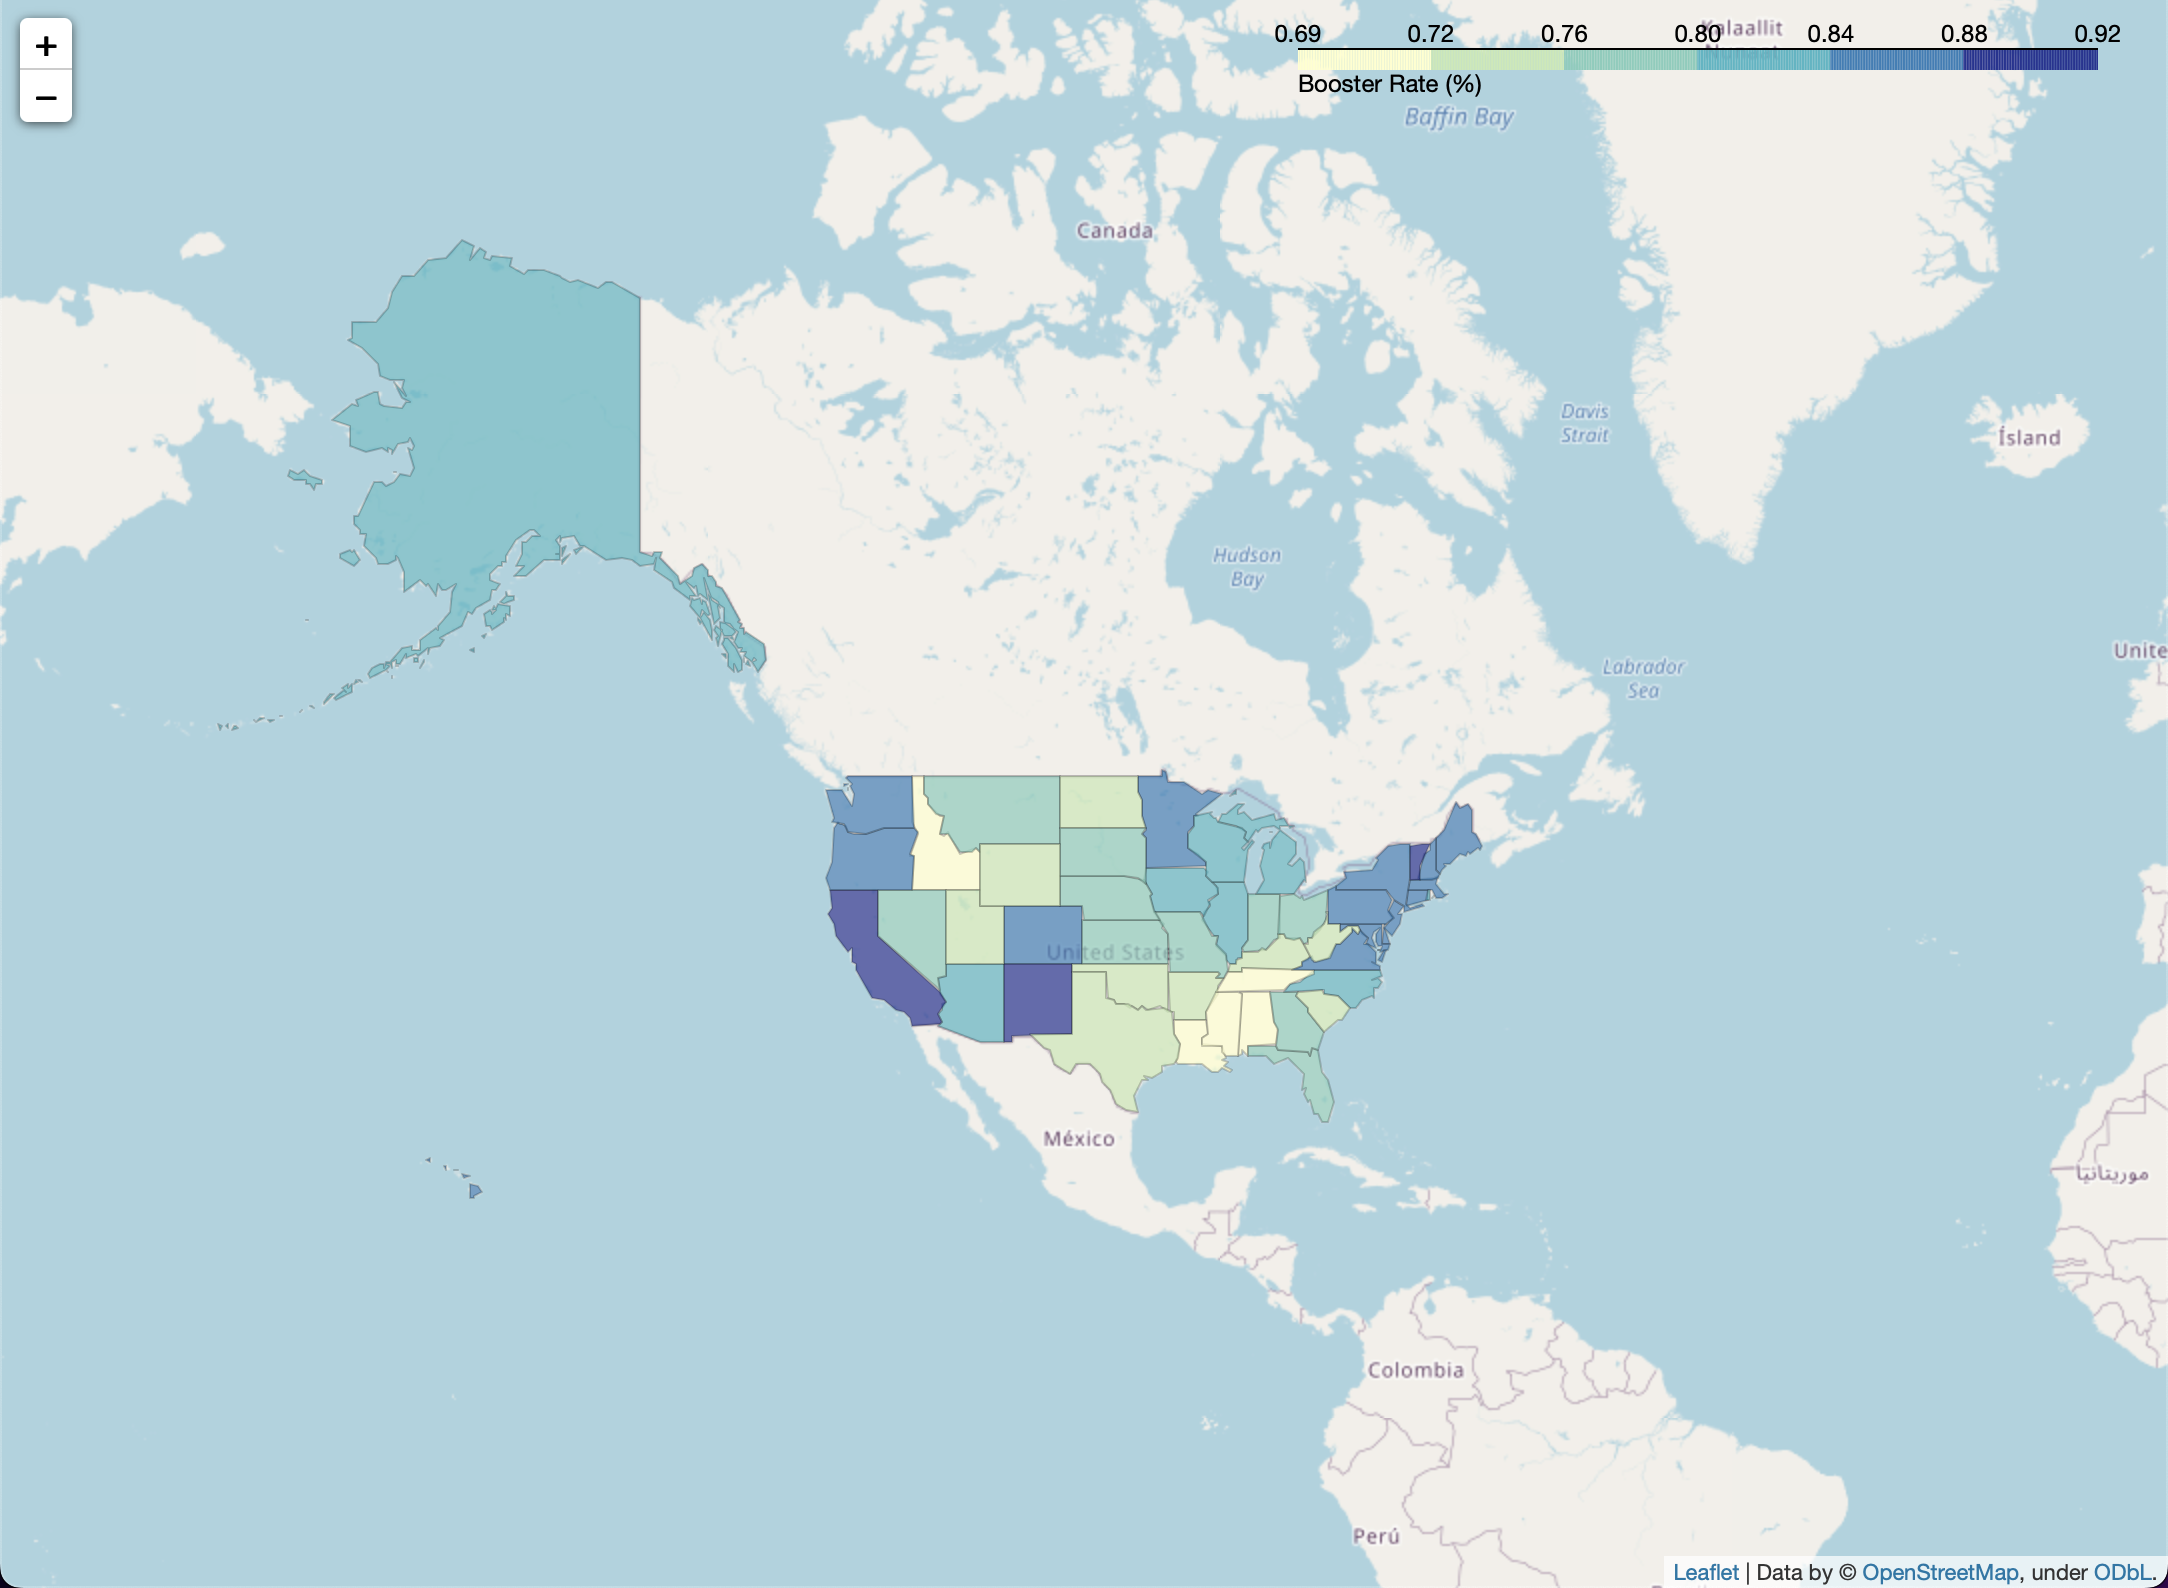 +
−
0.69 0.72 0.76 0.80 0.84 0.88 0.92
Kalaallit
Nunaat
Booster Rate (%)
Baffin Bay
Canada
Davis
Strait
Ísland
Hudson
Bay
Unite
Labrador
Sea
United States
México
موريتانيا
Colombia
Perú
Leaflet | Data by © OpenStreetMap, under ODbL.